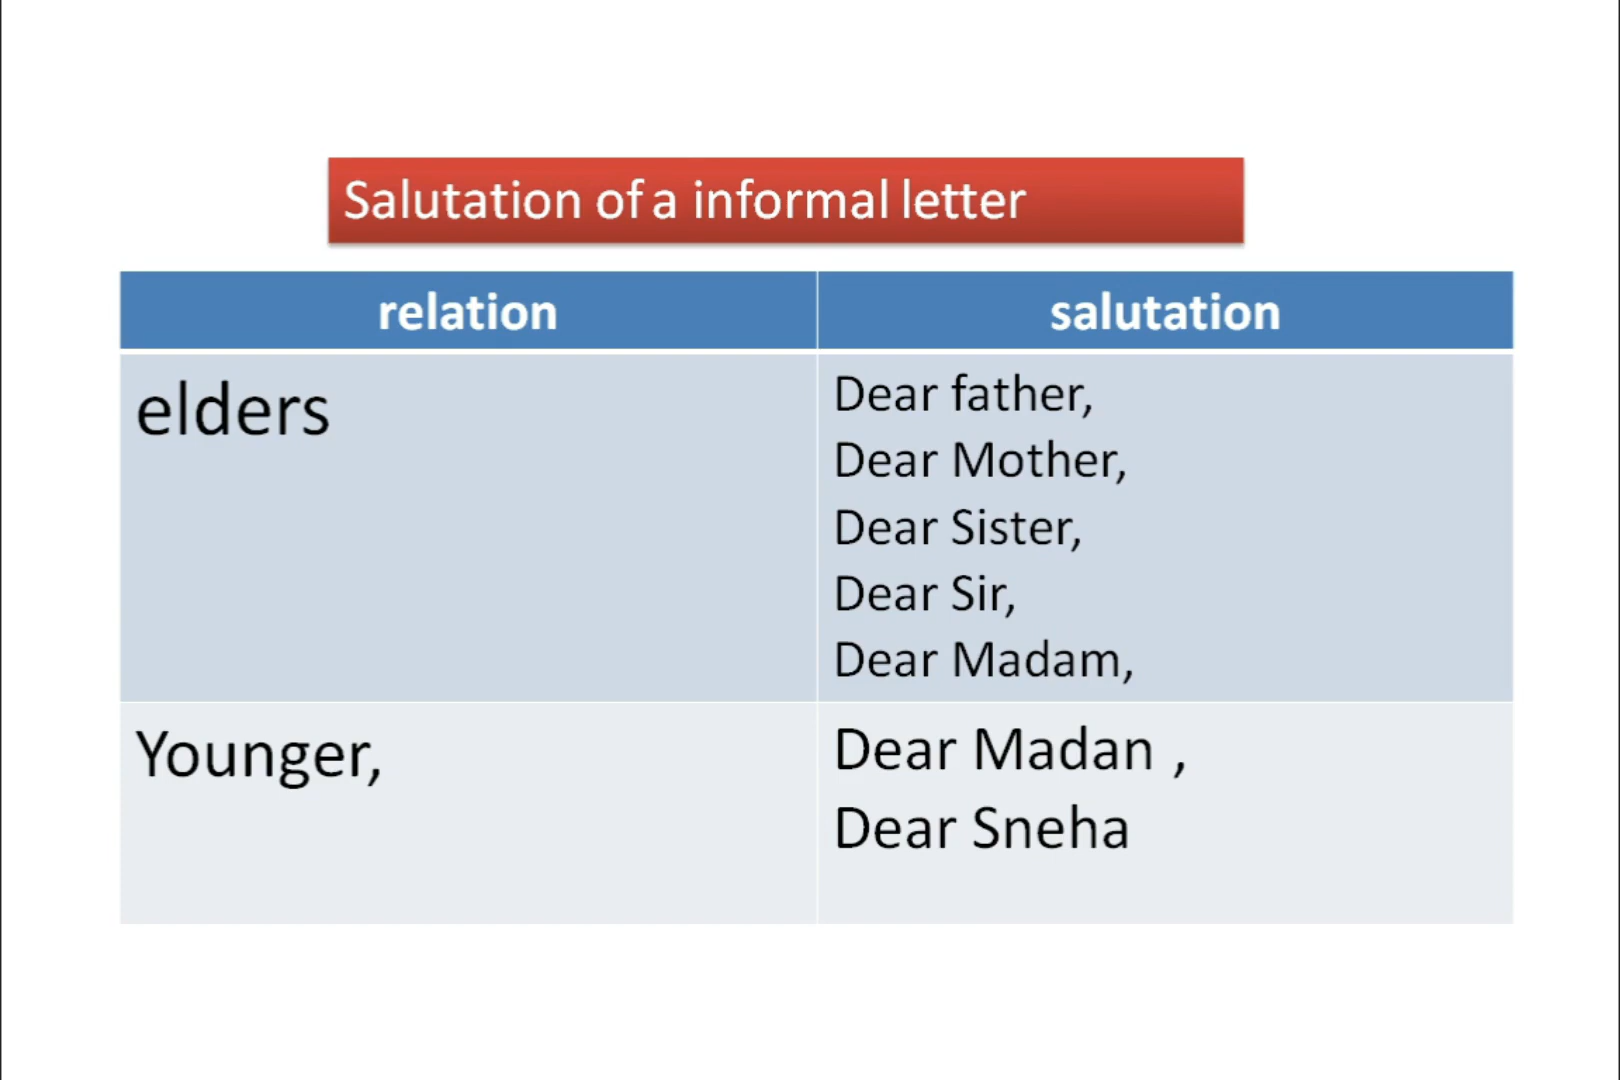 Salutation of a informal letter
relation
salutation
elders
Dear father,
Dear Mother,
Dear Sister,
Dear Sir,
Dear Madam,
Younger,
Dear Madan ,
Dear Sneha